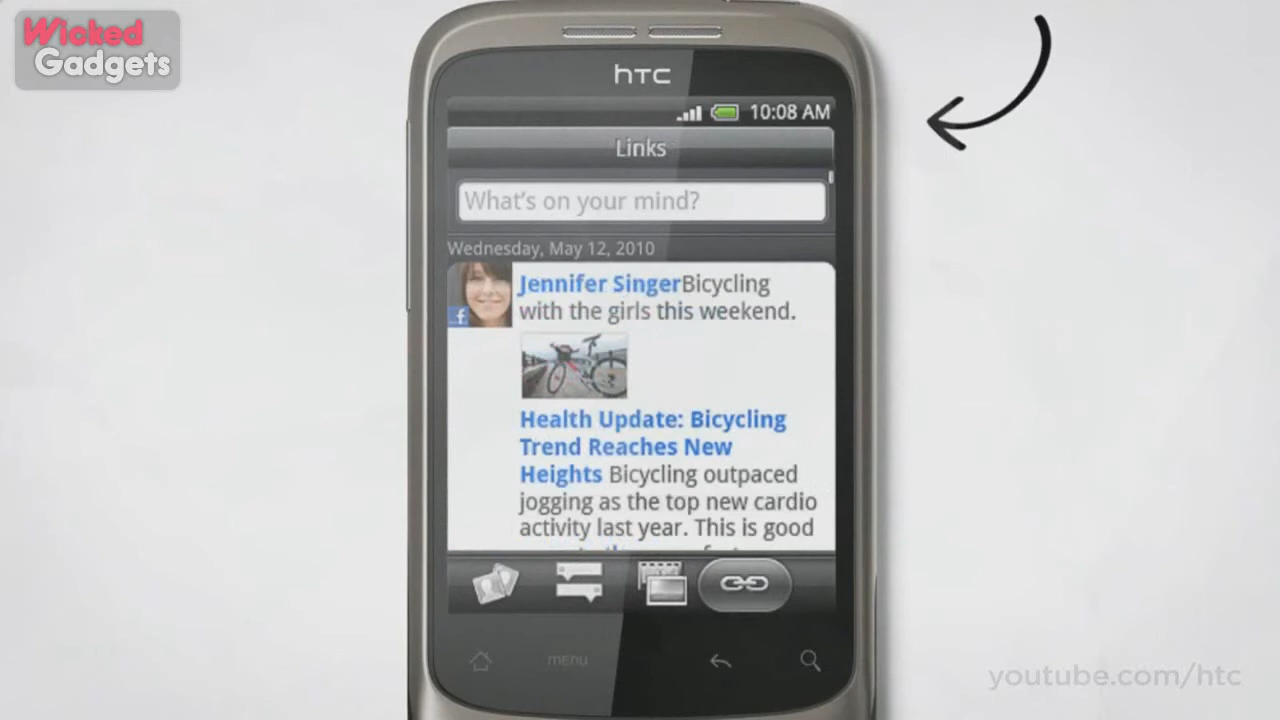 Wicked
Gadgets
hTC
10:08 AM
Links
What's on your mind?
Wednesday, May 12, 2010
Jennifer SingerBicycling
with the girls this weekend.
Health Update: Bicycling
Trend Reaches New
Heights Bicycling outpaced
jogging as the top new cardio
activity last year. This is good
menu
youtube.com/htc